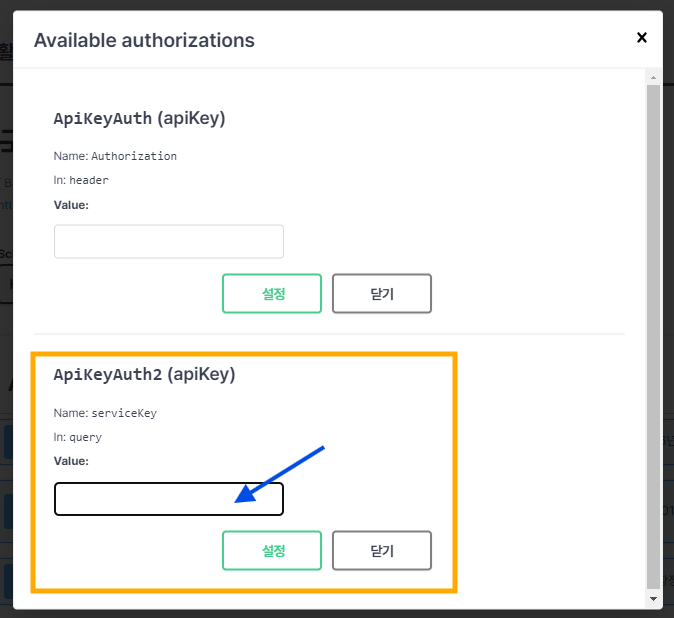 Available authorizations
ApiKeyAuth (apiKey)
Name: Authorization
In: header
Value:
설정 닫기
ApiKeyAuth2 (apiKey)
Name: serviceKey
In: query
Value:
설정 닫기